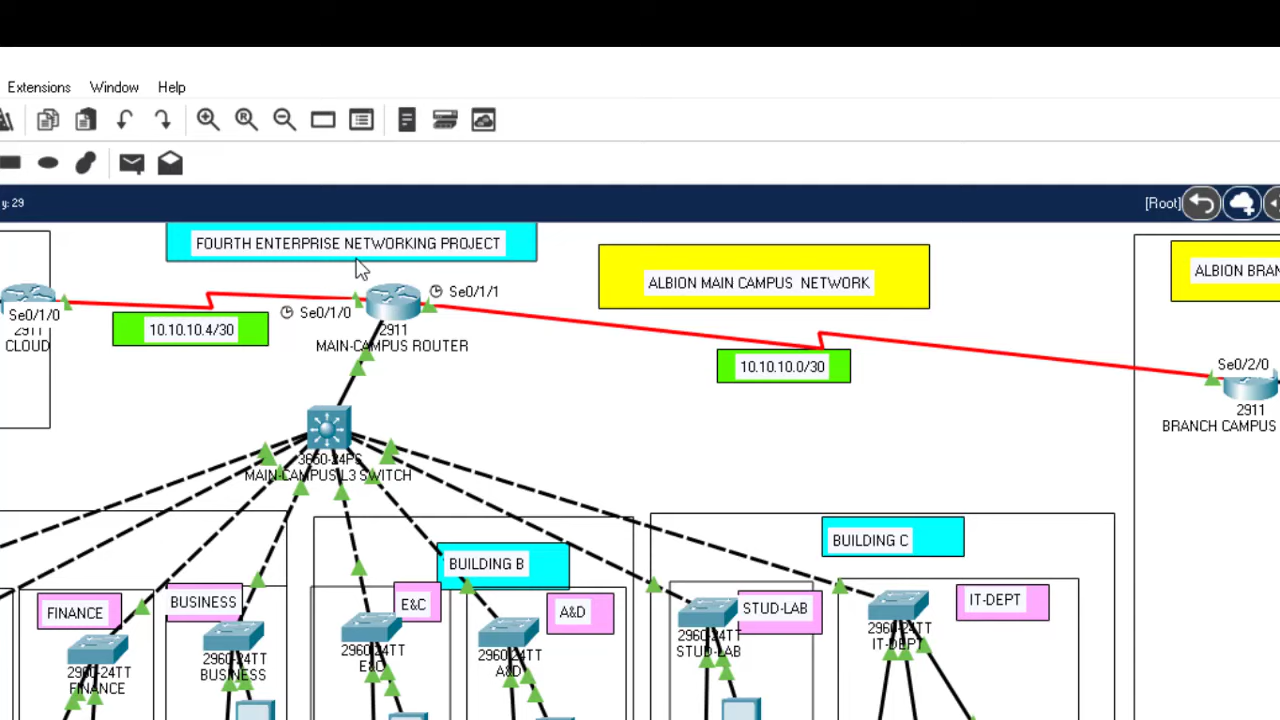 Extensions Window Help
y: 29
[Root]
FOURTH ENTERPRISE NETWORKING PROJECT
ALBION MAIN CAMPUS NETWORK
ALBION BRAN
Se0/1/0
2911
CLOUD
10.10.10.4/30
Se0/1/0
Se0/1/1
2911
MAIN-CAMPUS ROUTER
10.10.10.0/30
Se0/2/0
2911
BRANCH CAMPUS
3650-24PS
MAIN-CAMPUS L3 SWITCH
BUILDING B
BUILDING C
FINANCE
BUSINESS
E&C
A&D
STUD-LAB
IT-DEPT
2960-24TT
FINANCE
2960-24TT
BUSINESS
2960-24TT
E&C
2960-24TT
A&D
2960-24TT
STUD-LAB
2960-24TT
IT-DEPT